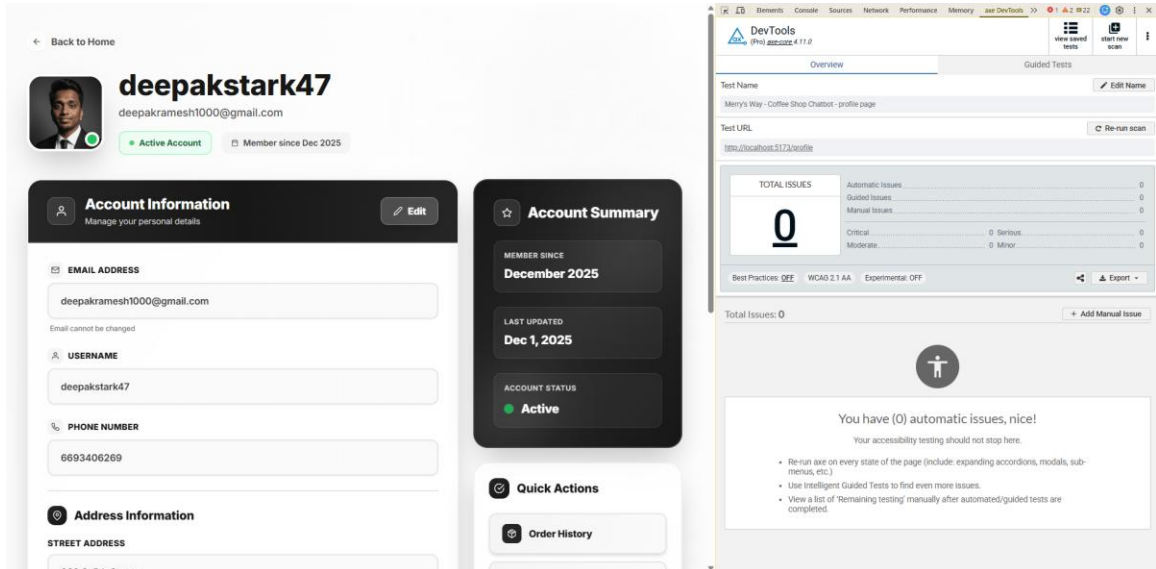 ← Back to Home
deepakstark47
deepakramesh1000@gmail.com
Active Account
Member since Dec 2025
Account Information
Manage your personal details
Edit
EMAIL ADDRESS
deepakramesh1000@gmail.com
Email cannot be changed
USERNAME
deepakstark47
PHONE NUMBER
6693406269
Address Information
STREET ADDRESS
Account Summary
MEMBER SINCE
December 2025
LAST UPDATED
Dec 1, 2025
ACCOUNT STATUS
Active
Quick Actions
Order History
Elements Console Sources Network Performance Memory axe DevTools >> 1 2 22
DevTools
(Pro) axe-core 4.11.0
view saved tests
start new scan
Overview
Guided Tests
Test Name
Edit Name
Merry's Way - Coffee Shop Chatbot - profile page
Test URL
Re-run scan
http://localhost:5173/profile
TOTAL ISSUES
0
Automatic Issues 0
Guided Issues 0
Manual Issues 0
Critical 0 Serious 0
Moderate 0 Minor 0
Best Practices: OFF WCAG 2.1 AA Experimental: OFF
Export
Total Issues: 0
+ Add Manual Issue
You have (0) automatic issues, nice!
Your accessibility testing should not stop here.
• Re-run axe on every state of the page (include: expanding accordions, modals, sub-
menus, etc.)
• Use Intelligent Guided Tests to find even more issues.
• View a list of 'Remaining testing' manually after automated/guided tests are
completed.